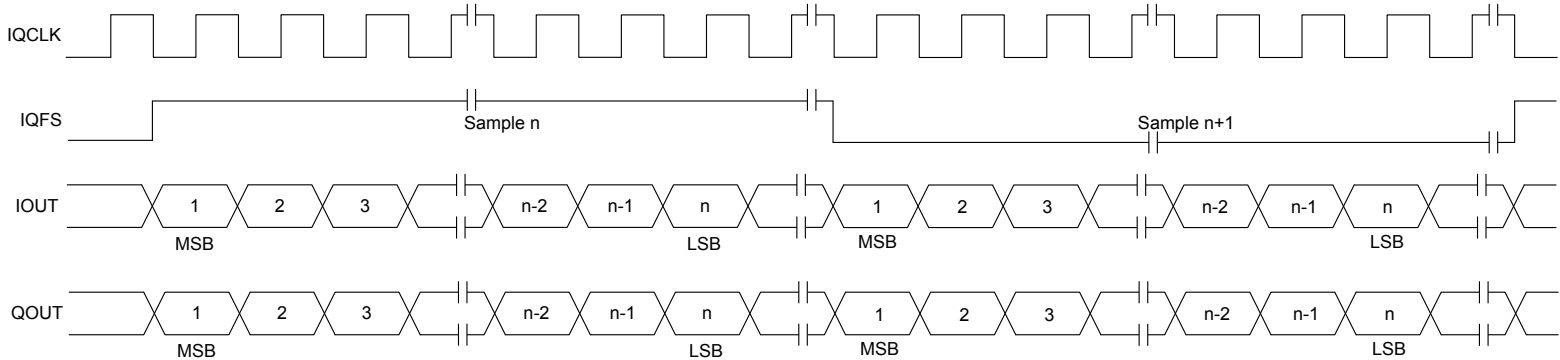 IQCLK
IQFS
Sample n
Sample n+1
IOUT
1 2 3 n-2 n-1 n 1 2 3 n-2 n-1 n
MSB LSB MSB LSB
QOUT
1 2 3 n-2 n-1 n 1 2 3 n-2 n-1 n
MSB LSB MSB LSB